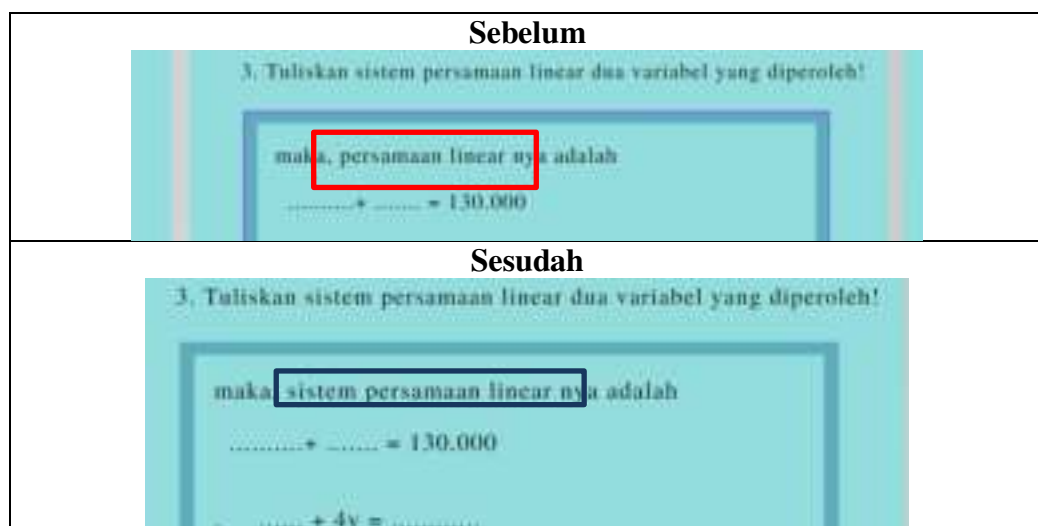 Sebelum
3. Tuliskan sistem persamaan linear dua variabel yang diperoleh!
maka, persamaan linear nya adalah
...........+ ........ = 130.000
Sesudah
3. Tuliskan sistem persamaan linear dua variabel yang diperoleh!
maka, sistem persamaan linear nya adalah
...........+ ........ = 130.000
............. + 4y = ..............